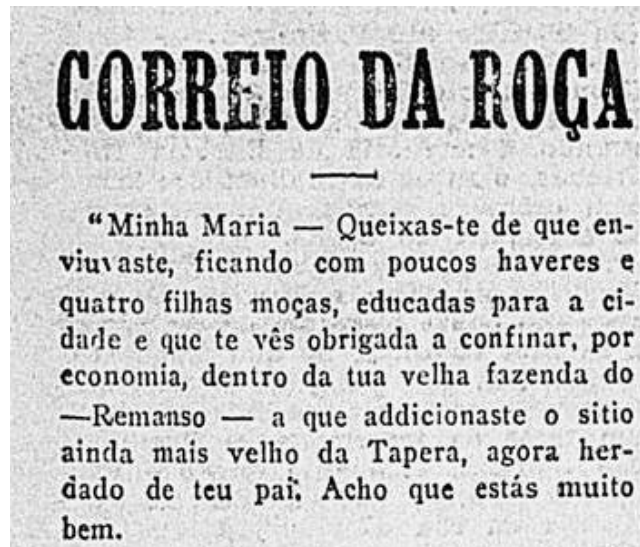 CORREIO DA ROÇA
“Minha Maria — Queixas-te de que en-
viuvaste, ficando com poucos haveres e
quatro filhas moças, educadas para a ci-
dade e que te vês obrigada a confinar, por
economia, dentro da tua velha fazenda do
—Remanso — a que addicionaste o sitio
ainda mais velho da Tapera, agora her-
dado de teu pai. Acho que estás muito
bem.